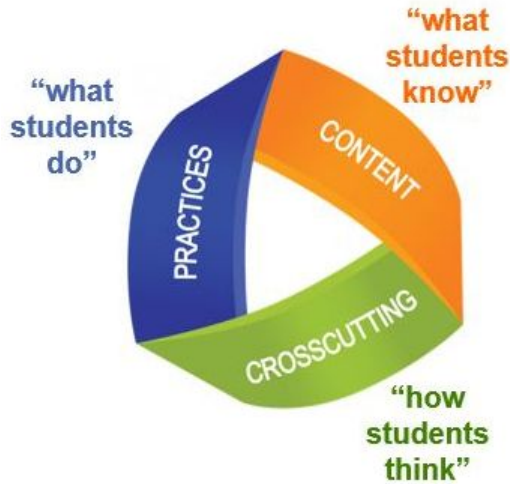 “what
students
do”
PRACTICES
“what
students
know”
CONTENT
CROSSCUTTING
“how
students
think”